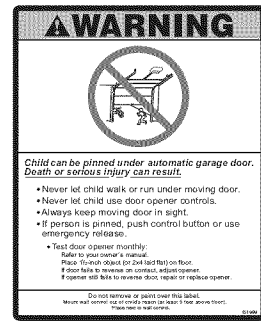 WARNING
Child can be pinned under automatic garage door.
Death or serious injury can result.
• Never let child walk or run under moving door.
• Never let child use door opener controls.
• Always keep moving door in sight.
• If person is pinned, push control button or use
emergency release.
• Test door opener monthly:
Refer to your owner's manual.
Place 1½-inch object (or 2x4 laid flat) on floor.
If door fails to reverse on contact, adjust opener.
If opener still fails to reverse door, repair or replace opener.
Do not remove or paint over this label.
Mount wall control out of child's reach (at least 5 feet above floor).
Place next to wall control.